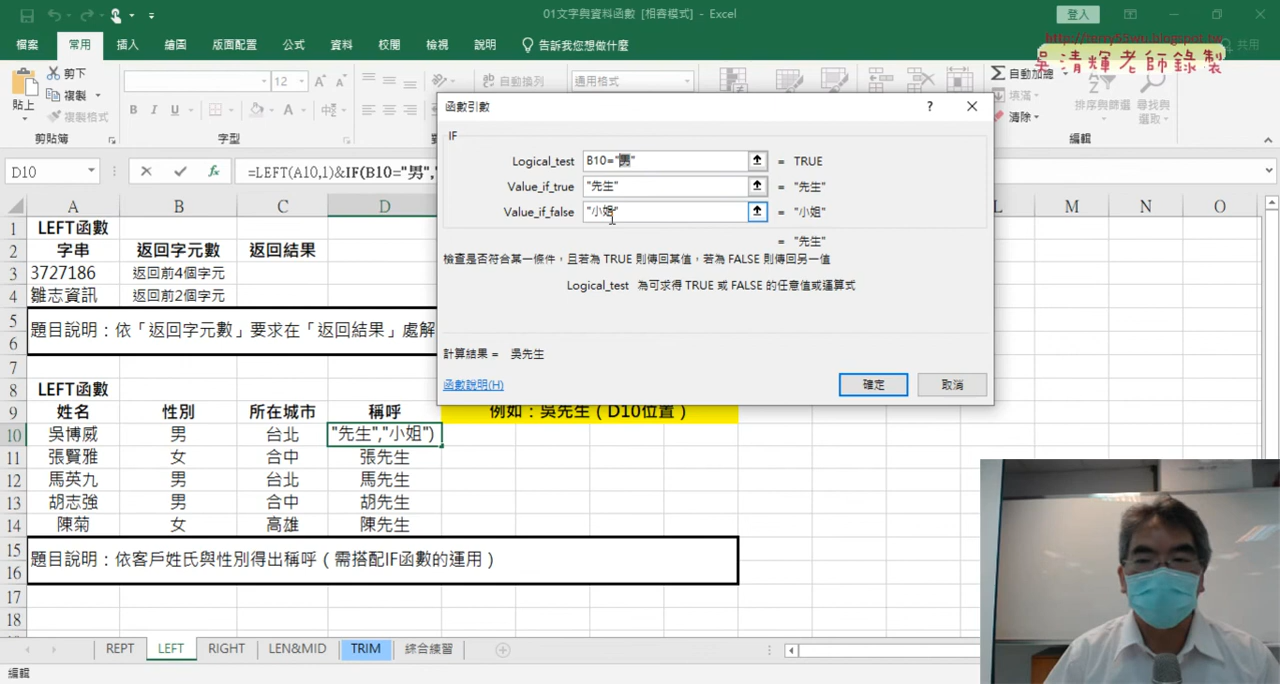 01文字與資料函數 [相容模式] - Excel
登入
http://terry55wu.blogspot.tw
吳清輝老師錄製
檔案 常用 插入 繪圖 版面配置 公式 資料 校閱 檢視 說明 告訴我您想做什麼 共用
貼上 剪下 複製 複製格式 剪貼簿
12 B I U 字型
自動換列 通用格式
自動加總 填滿 清除 排序與篩選 尋找與選取 編輯
D10 =LEFT(A10,1)&IF(B10="男","
函數引數 ? ×
IF
Logical_test B10="男" = TRUE
Value_if_true "先生" = "先生"
Value_if_false "小姐" = "小姐"
= "先生"
檢查是否符合某一條件，且若為 TRUE 則傳回某值，若為 FALSE 則傳回另一值
Logical_test 為可求得 TRUE 或 FALSE 的任意值或運算式
計算結果 = 吳先生
函數說明(H) 確定 取消
A B C D L M N O
1 LEFT函數
2 字串 返回字元數 返回結果
3 3727186 返回前4個字元
4 雛志資訊 返回前2個字元
5
題目說明：依「返回字元數」要求在「返回結果」處解
6
7
8 LEFT函數
9 姓名 性別 所在城市 稱呼 例如：吳先生（D10位置）
10 吳博威 男 台北 "先生","小姐")
11 張賢雅 女 台中 張先生
12 馬英九 男 台北 馬先生
13 胡志強 男 台中 胡先生
14 陳菊 女 高雄 陳先生
15
題目說明：依客戶姓氏與性別得出稱呼（需搭配IF函數的運用）
16
17
18
REPT LEFT RIGHT LEN&MID TRIM 綜合練習
編輯